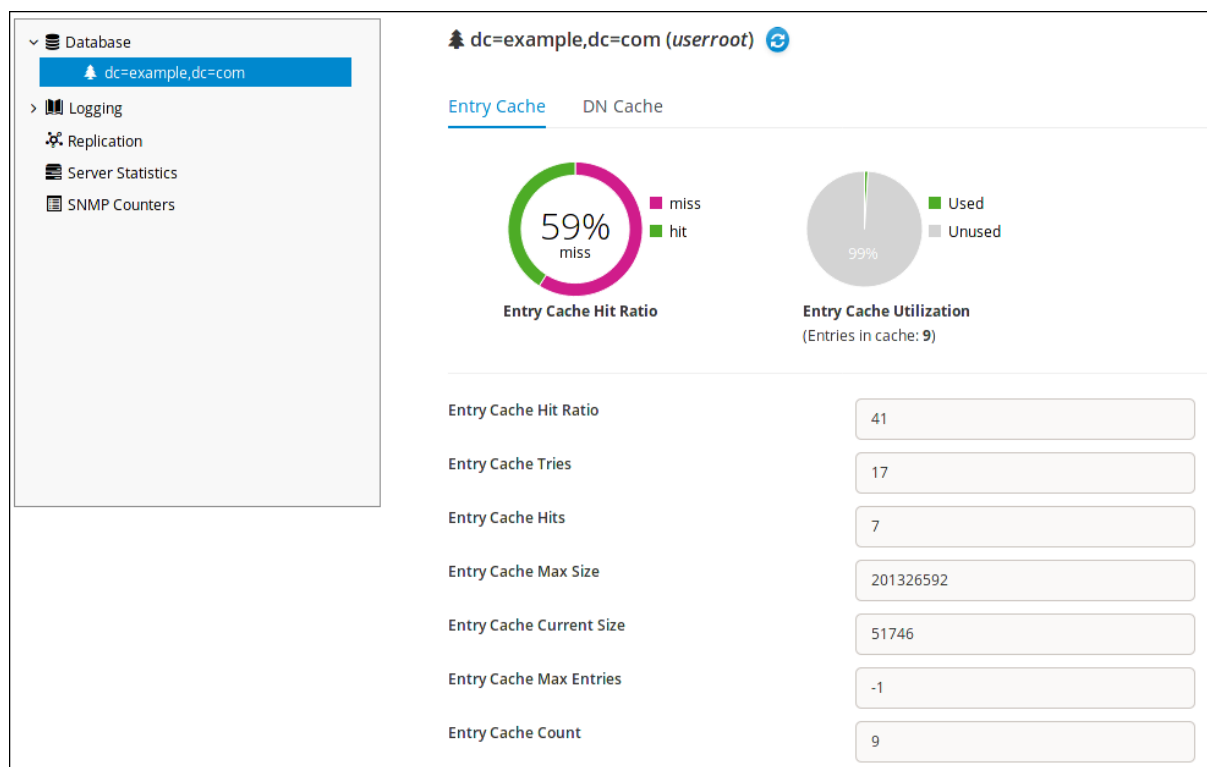 Database
dc=example,dc=com
Logging
Replication
Server Statistics
SNMP Counters
dc=example,dc=com (userroot)
Entry Cache DN Cache
59%
miss
miss
hit
Entry Cache Hit Ratio
99%
Used
Unused
Entry Cache Utilization
(Entries in cache: 9)
Entry Cache Hit Ratio 41
Entry Cache Tries 17
Entry Cache Hits 7
Entry Cache Max Size 201326592
Entry Cache Current Size 51746
Entry Cache Max Entries -1
Entry Cache Count 9